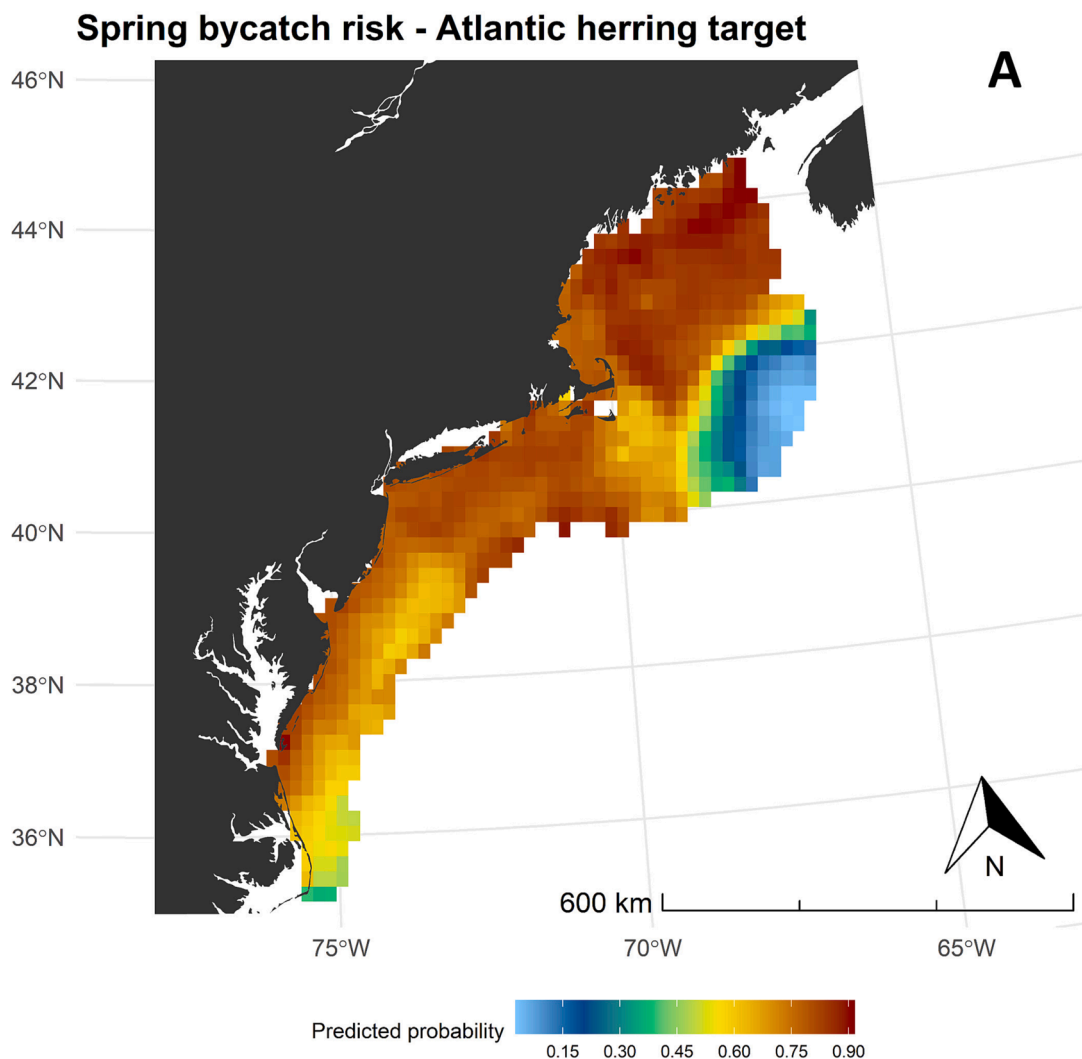 Spring bycatch risk - Atlantic herring target
A
46°N
44°N
42°N
40°N
38°N
36°N
N
600 km
75°W 70°W 65°W
Predicted probability
0.15 0.30 0.45 0.60 0.75 0.90